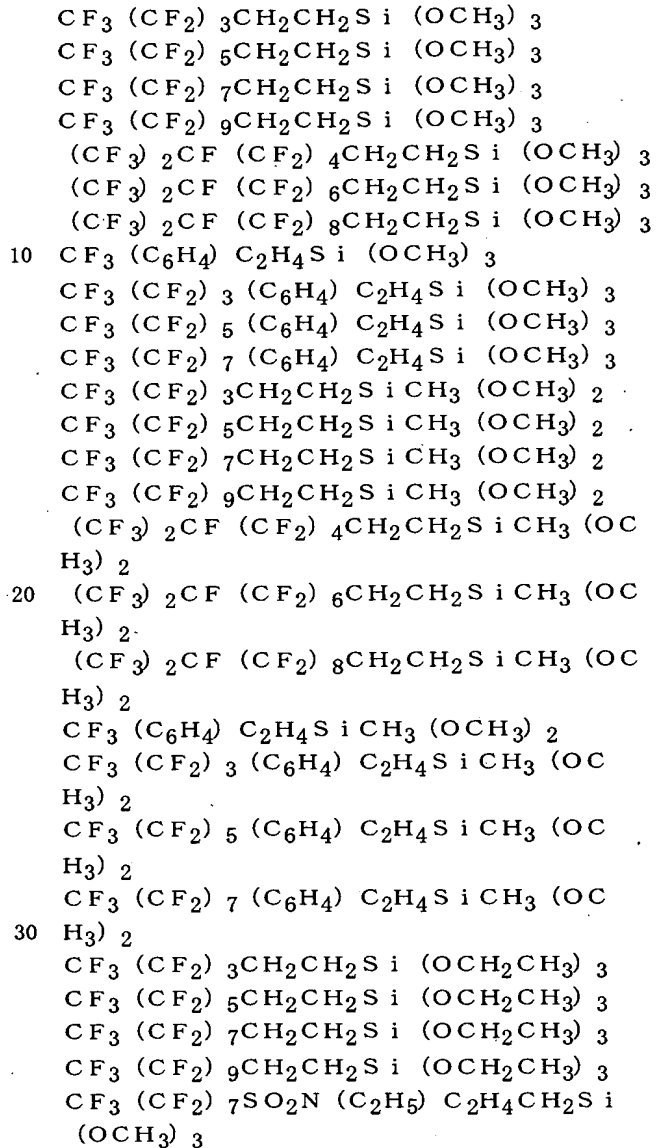 CF3 (CF2) 3CH2CH2Si (OCH3) 3
CF3 (CF2) 5CH2CH2Si (OCH3) 3
CF3 (CF2) 7CH2CH2Si (OCH3) 3
CF3 (CF2) 9CH2CH2Si (OCH3) 3
(CF3) 2CF (CF2) 4CH2CH2Si (OCH3) 3
(CF3) 2CF (CF2) 6CH2CH2Si (OCH3) 3
(CF3) 2CF (CF2) 8CH2CH2Si (OCH3) 3
10 CF3 (C6H4) C2H4Si (OCH3) 3
CF3 (CF2) 3 (C6H4) C2H4Si (OCH3) 3
CF3 (CF2) 5 (C6H4) C2H4Si (OCH3) 3
CF3 (CF2) 7 (C6H4) C2H4Si (OCH3) 3
CF3 (CF2) 3CH2CH2SiCH3 (OCH3) 2
CF3 (CF2) 5CH2CH2SiCH3 (OCH3) 2
CF3 (CF2) 7CH2CH2SiCH3 (OCH3) 2
CF3 (CF2) 9CH2CH2SiCH3 (OCH3) 2
(CF3) 2CF (CF2) 4CH2CH2SiCH3 (OC
H3) 2
20 (CF3) 2CF (CF2) 6CH2CH2SiCH3 (OC
H3) 2
(CF3) 2CF (CF2) 8CH2CH2SiCH3 (OC
H3) 2
CF3 (C6H4) C2H4SiCH3 (OCH3) 2
CF3 (CF2) 3 (C6H4) C2H4SiCH3 (OC
H3) 2
CF3 (CF2) 5 (C6H4) C2H4SiCH3 (OC
H3) 2
CF3 (CF2) 7 (C6H4) C2H4SiCH3 (OC
30 H3) 2
CF3 (CF2) 3CH2CH2Si (OCH2CH3) 3
CF3 (CF2) 5CH2CH2Si (OCH2CH3) 3
CF3 (CF2) 7CH2CH2Si (OCH2CH3) 3
CF3 (CF2) 9CH2CH2Si (OCH2CH3) 3
CF3 (CF2) 7SO2N (C2H5) C2H4CH2Si
(OCH3) 3